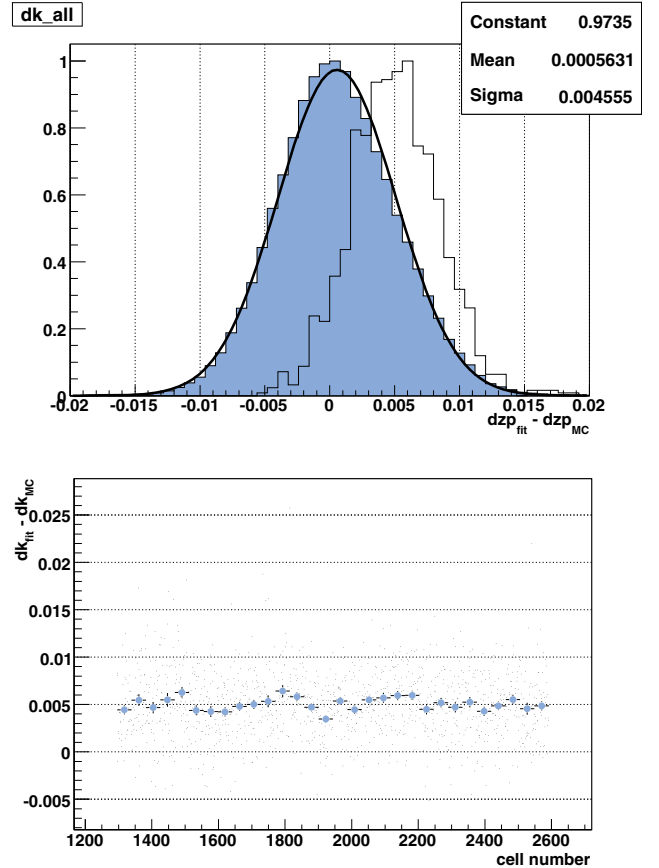 dk_all
Constant 0.9735
Mean 0.0005631
Sigma 0.004555
1
0.8
0.6
0.4
0.2
0
-0.02 -0.015 -0.01 -0.005 0 0.005 0.01 0.015 0.02
dzp_fit - dzp_MC
dk_fit - dk_MC
0.025
0.02
0.015
0.01
0.005
0
-0.005
1200 1400 1600 1800 2000 2200 2400 2600
cell number